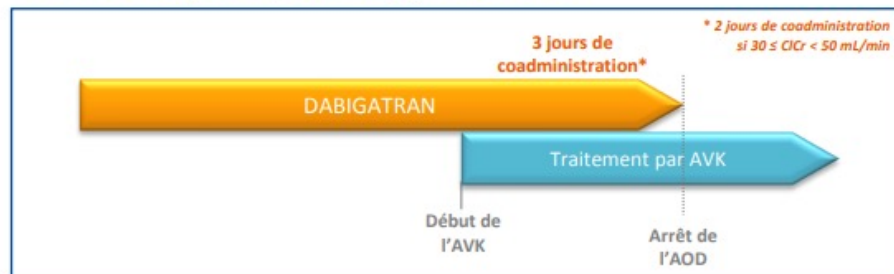 * 2 jours de coadministration
si 30 ≤ ClCr < 50 mL/min
3 jours de
coadministration*
DABIGATRAN
Traitement par AVK
Début de
l'AVK
Arrêt de
l'AOD